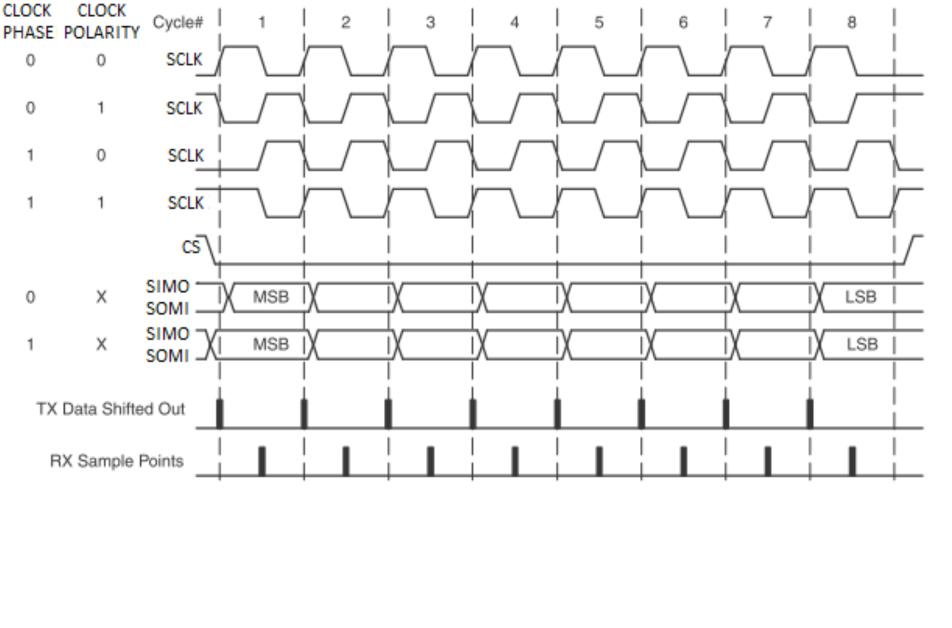 CLOCK PHASE CLOCK POLARITY Cycle# 1 2 3 4 5 6 7 8
0 0 SCLK
0 1 SCLK
1 0 SCLK
1 1 SCLK
CS
0 X SIMO SOMI MSB LSB
1 X SIMO SOMI MSB LSB
TX Data Shifted Out
RX Sample Points